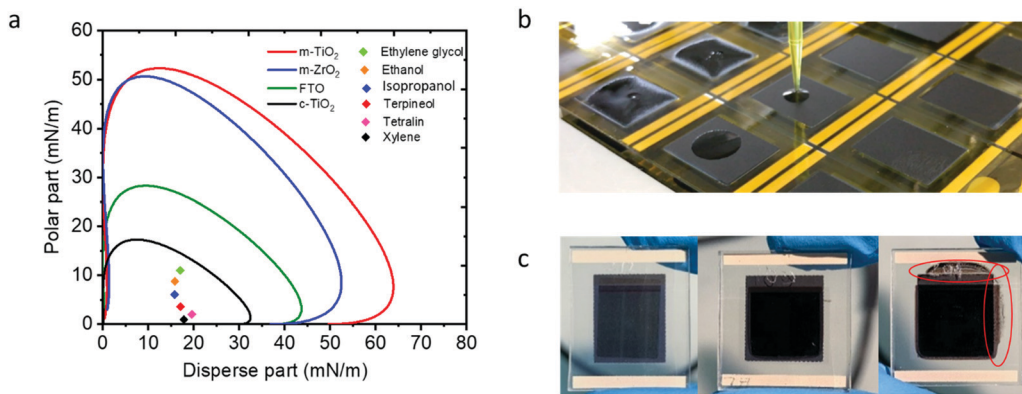 a
60
50
40
30
20
10
0
Polar part (mN/m)
m-TiO₂
m-ZrO₂
FTO
c-TiO₂
Ethylene glycol
Ethanol
Isopropanol
Terpineol
Tetralin
Xylene
0 10 20 30 40 50 60 70 80
Disperse part (mN/m)
b
c